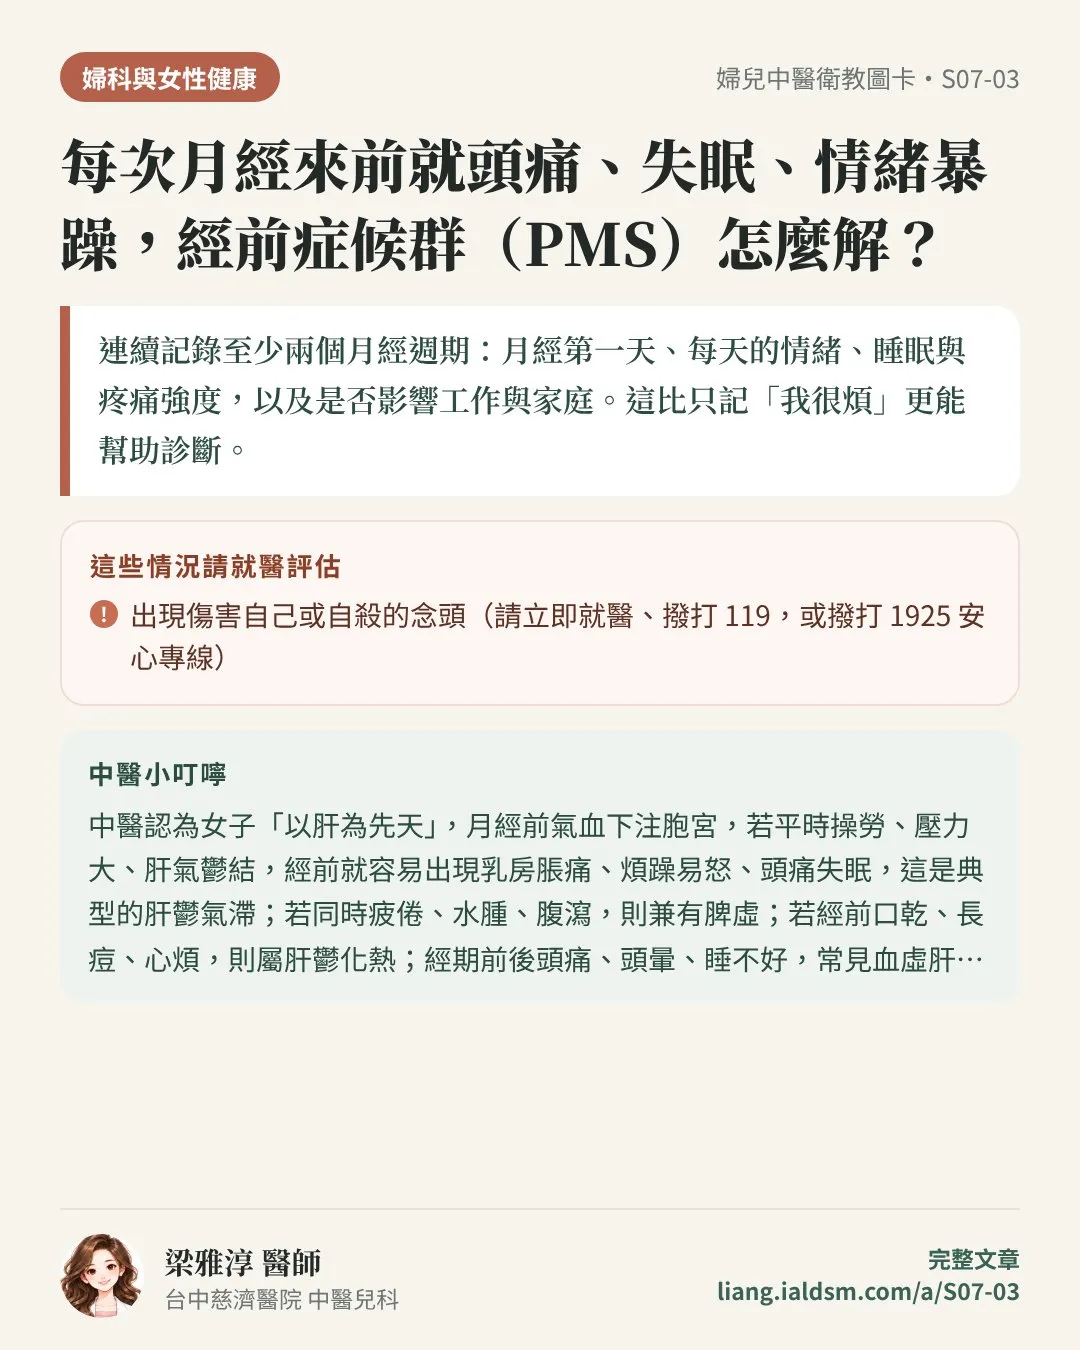 婦科與女性健康
婦兒中醫衛教圖卡・S07-03
每次月經來前就頭痛、失眠、情緒暴
躁，經前症候群（PMS）怎麼解？
連續記錄至少兩個月經週期：月經第一天、每天的情緒、睡眠與
疼痛強度，以及是否影響工作與家庭。這比只記「我很煩」更能
幫助診斷。
這些情況請就醫評估
出現傷害自己或自殺的念頭（請立即就醫、撥打 119，或撥打 1925 安
心專線）
中醫小叮嚀
中醫認為女子「以肝為先天」，月經前氣血下注胞宮，若平時操勞、壓力
大、肝氣鬱結，經前就容易出現乳房脹痛、煩躁易怒、頭痛失眠，這是典
型的肝鬱氣滯；若同時疲倦、水腫、腹瀉，則兼有脾虛；若經前口乾、長
痘、心煩，則屬肝鬱化熱；經期前後頭痛、頭暈、睡不好，常見血虛肝…
梁雅淳 醫師
台中慈濟醫院 中醫兒科
完整文章
liang.ialdsm.com/a/S07-03